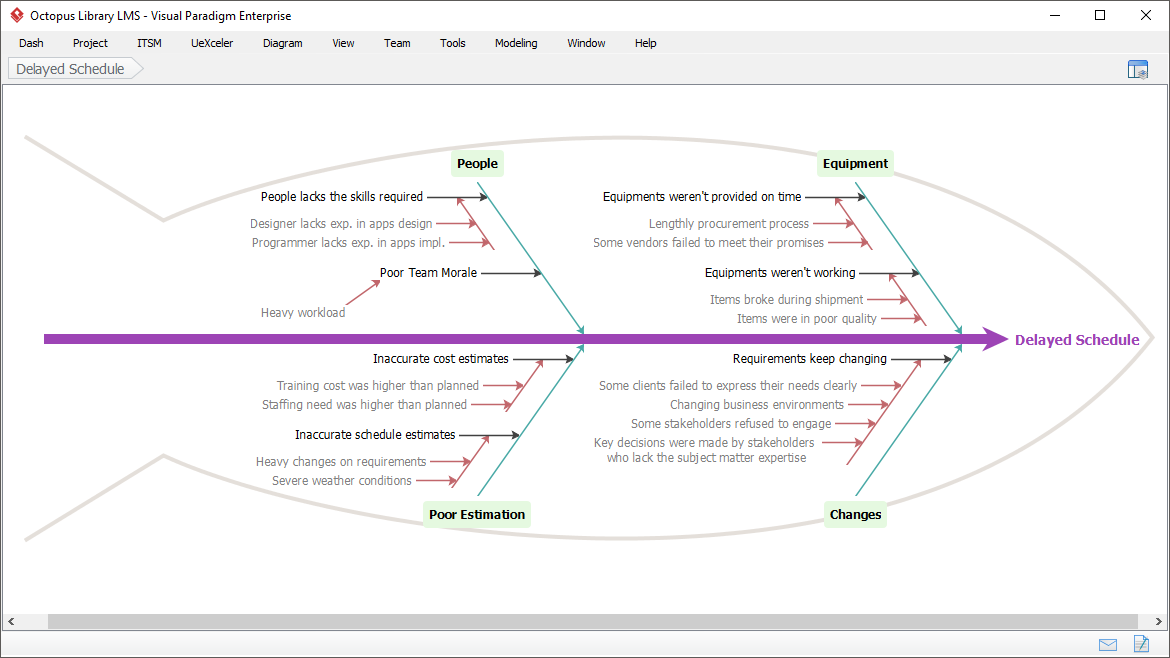 Octopus Library LMS - Visual Paradigm Enterprise
Dash Project ITSM UeXceler Diagram View Team Tools Modeling Window Help
Delayed Schedule
People
People lacks the skills required
Designer lacks exp. in apps design
Programmer lacks exp. in apps impl.
Poor Team Morale
Heavy workload
Equipment
Equipments weren't provided on time
Lengthly procurement process
Some vendors failed to meet their promises
Equipments weren't working
Items broke during shipment
Items were in poor quality
Delayed Schedule
Inaccurate cost estimates
Training cost was higher than planned
Staffing need was higher than planned
Inaccurate schedule estimates
Heavy changes on requirements
Severe weather conditions
Poor Estimation
Requirements keep changing
Some clients failed to express their needs clearly
Changing business environments
Some stakeholders refused to engage
Key decisions were made by stakeholders
who lack the subject matter expertise
Changes